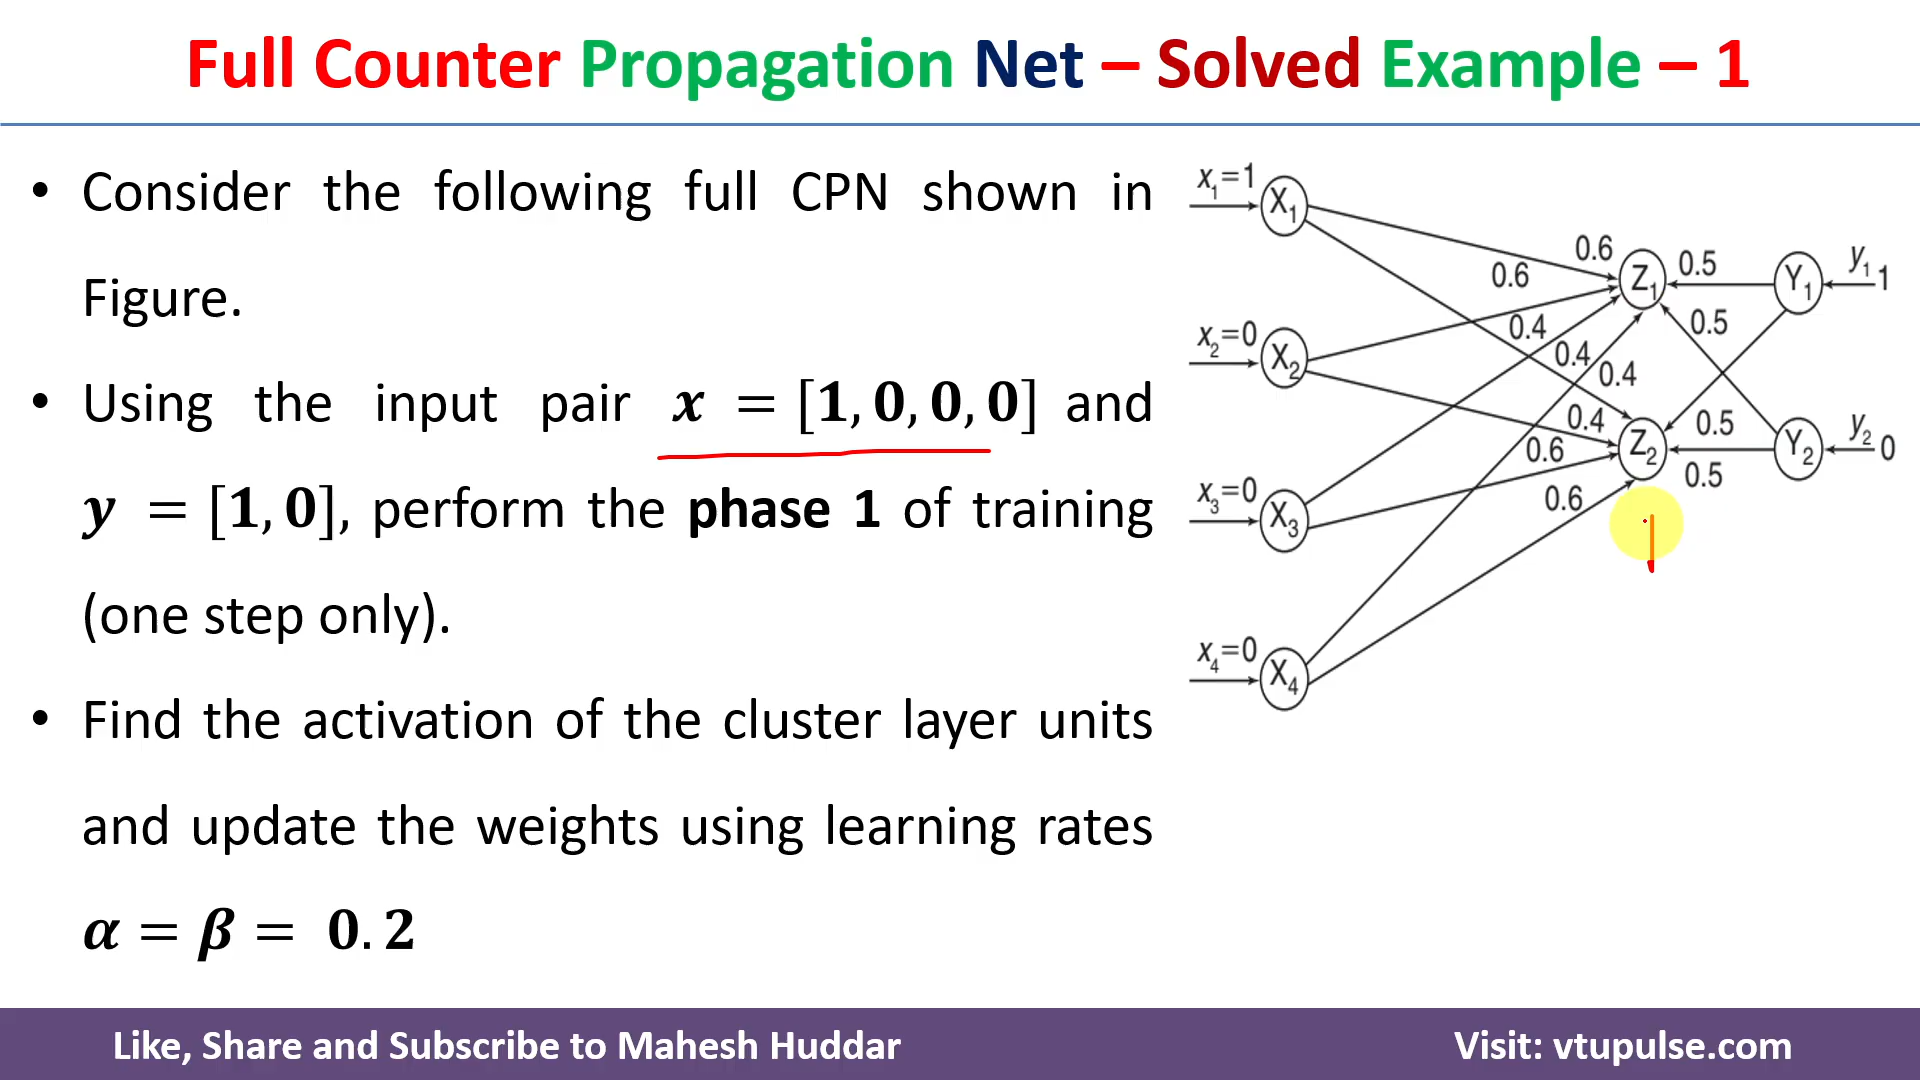 Full Counter Propagation Net – Solved Example – 1
• Consider the following full CPN shown in
Figure.
• Using the input pair x = [1, 0, 0, 0] and
y = [1, 0], perform the phase 1 of training
(one step only).
• Find the activation of the cluster layer units
and update the weights using learning rates
α = β = 0.2
x₁=1
X₁
0.6
0.6
Z₁
0.5
Y₁
y₁
1
x₂=0
X₂
0.4
0.4
0.4
0.5
0.4
0.6
Z₂
0.5
0.5
Y₂
y₂
0
x₃=0
X₃
0.6
x₄=0
X₄
Like, Share and Subscribe to Mahesh Huddar
Visit: vtupulse.com